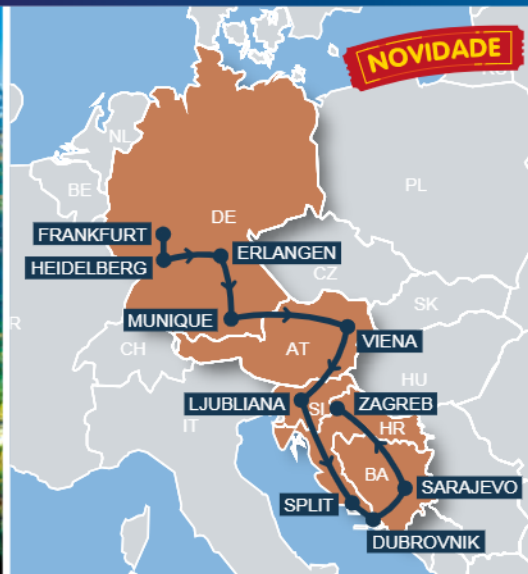 NOVIDADE
NL
BE
PL
DE
FRANKFURT
HEIDELBERG
ERLANGEN
CZ
SK
MUNIQUE
VIENA
CH
AT
HU
LJUBLIANA
SI
ZAGREB
IT
HR
BA
SARAJEVO
SPLIT
DUBROVNIK